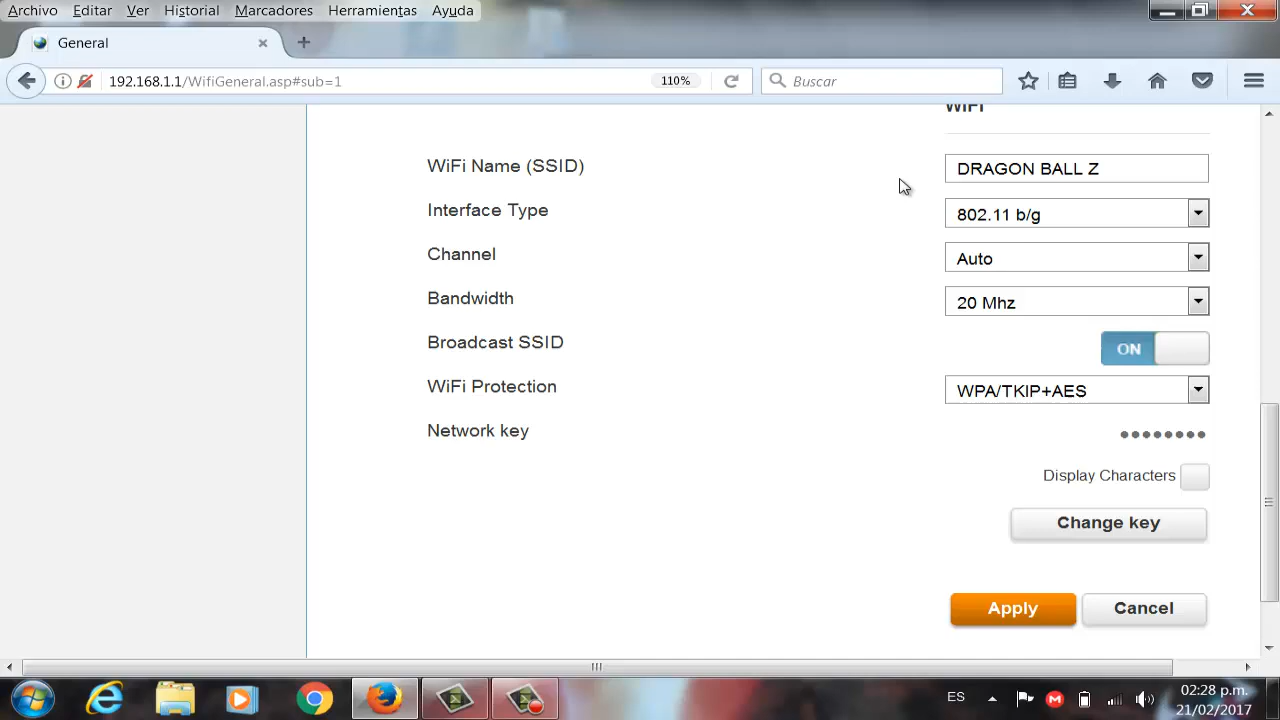 Archivo Editar Ver Historial Marcadores Herramientas Ayuda
General
192.168.1.1/WifiGeneral.asp#sub=1 110% Buscar
WiFi
WiFi Name (SSID) DRAGON BALL Z
Interface Type 802.11 b/g
Channel Auto
Bandwidth 20 Mhz
Broadcast SSID ON
WiFi Protection WPA/TKIP+AES
Network key ••••••••
Display Characters
Change key
Apply Cancel
ES 02:28 p.m.
21/02/2017